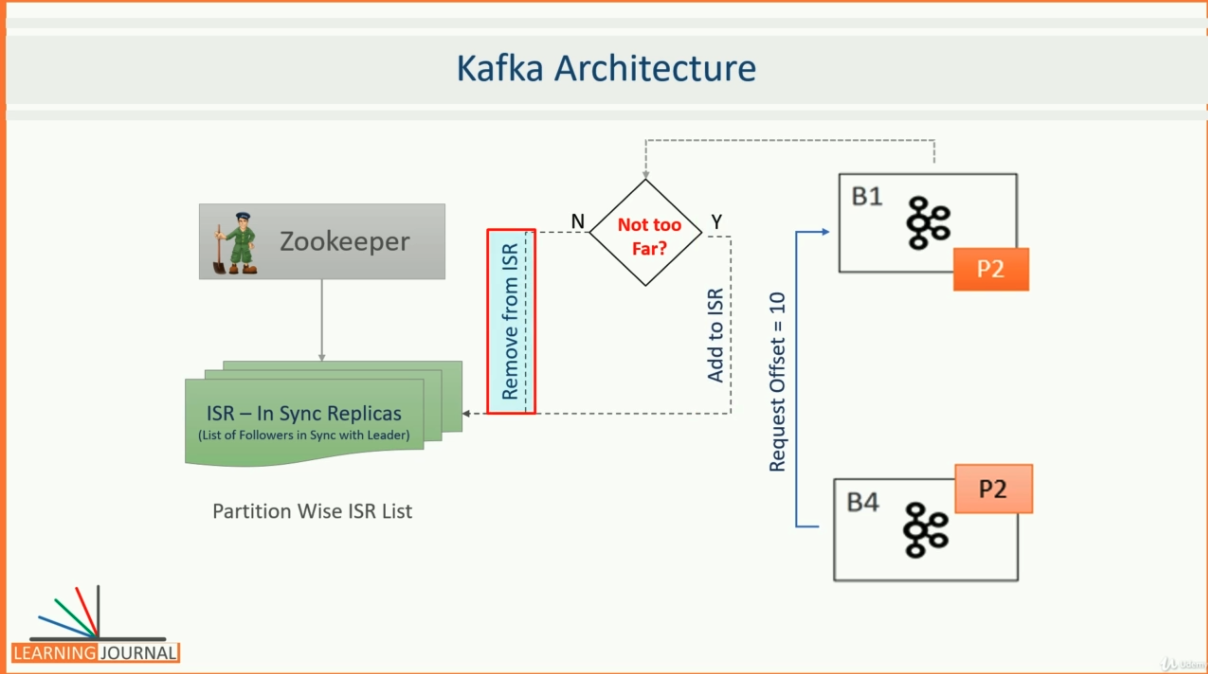 Kafka Architecture
Zookeeper
ISR – In Sync Replicas
(List of Followers in Sync with Leader)
Partition Wise ISR List
Remove from ISR
N
Not too
Far?
Y
Add to ISR
Request Offset = 10
B1
P2
B4
P2
LEARNING JOURNAL
Udemy